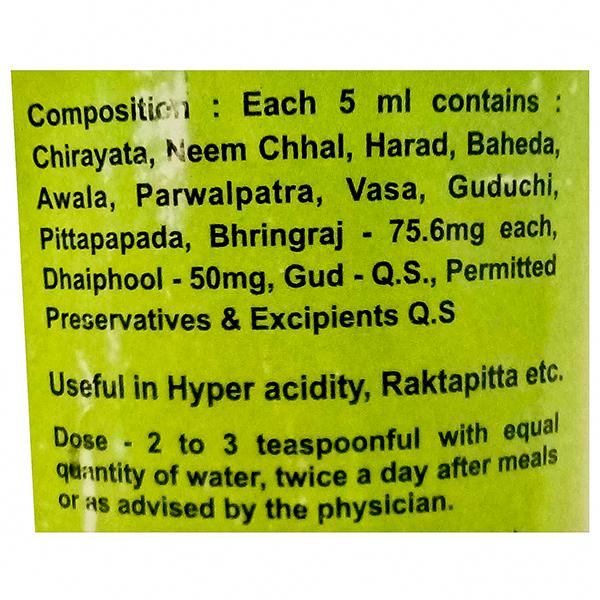 Composition : Each 5 ml contains :
Chirayata, Neem Chhal, Harad, Baheda,
Awala, Parwalpatra, Vasa, Guduchi,
Pittapapada, Bhringraj - 75.6mg each,
Dhaiphool - 50mg, Gud - Q.S., Permitted
Preservatives & Excipients Q.S
Useful in Hyper acidity, Raktapitta etc.
Dose - 2 to 3 teaspoonful with equal
quantity of water, twice a day after meals
or as advised by the physician.